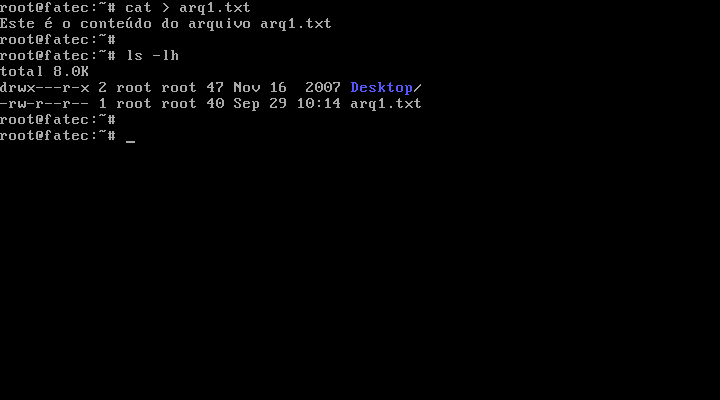 root@fatec:~# cat > arq1.txt
Este é o conteúdo do arquivo arq1.txt
root@fatec:~#
root@fatec:~# ls -lh
total 8.0K
drwx---r-x 2 root root 47 Nov 16  2007 Desktop/
-rw-r--r-- 1 root root 40 Sep 29 10:14 arq1.txt
root@fatec:~#
root@fatec:~# _